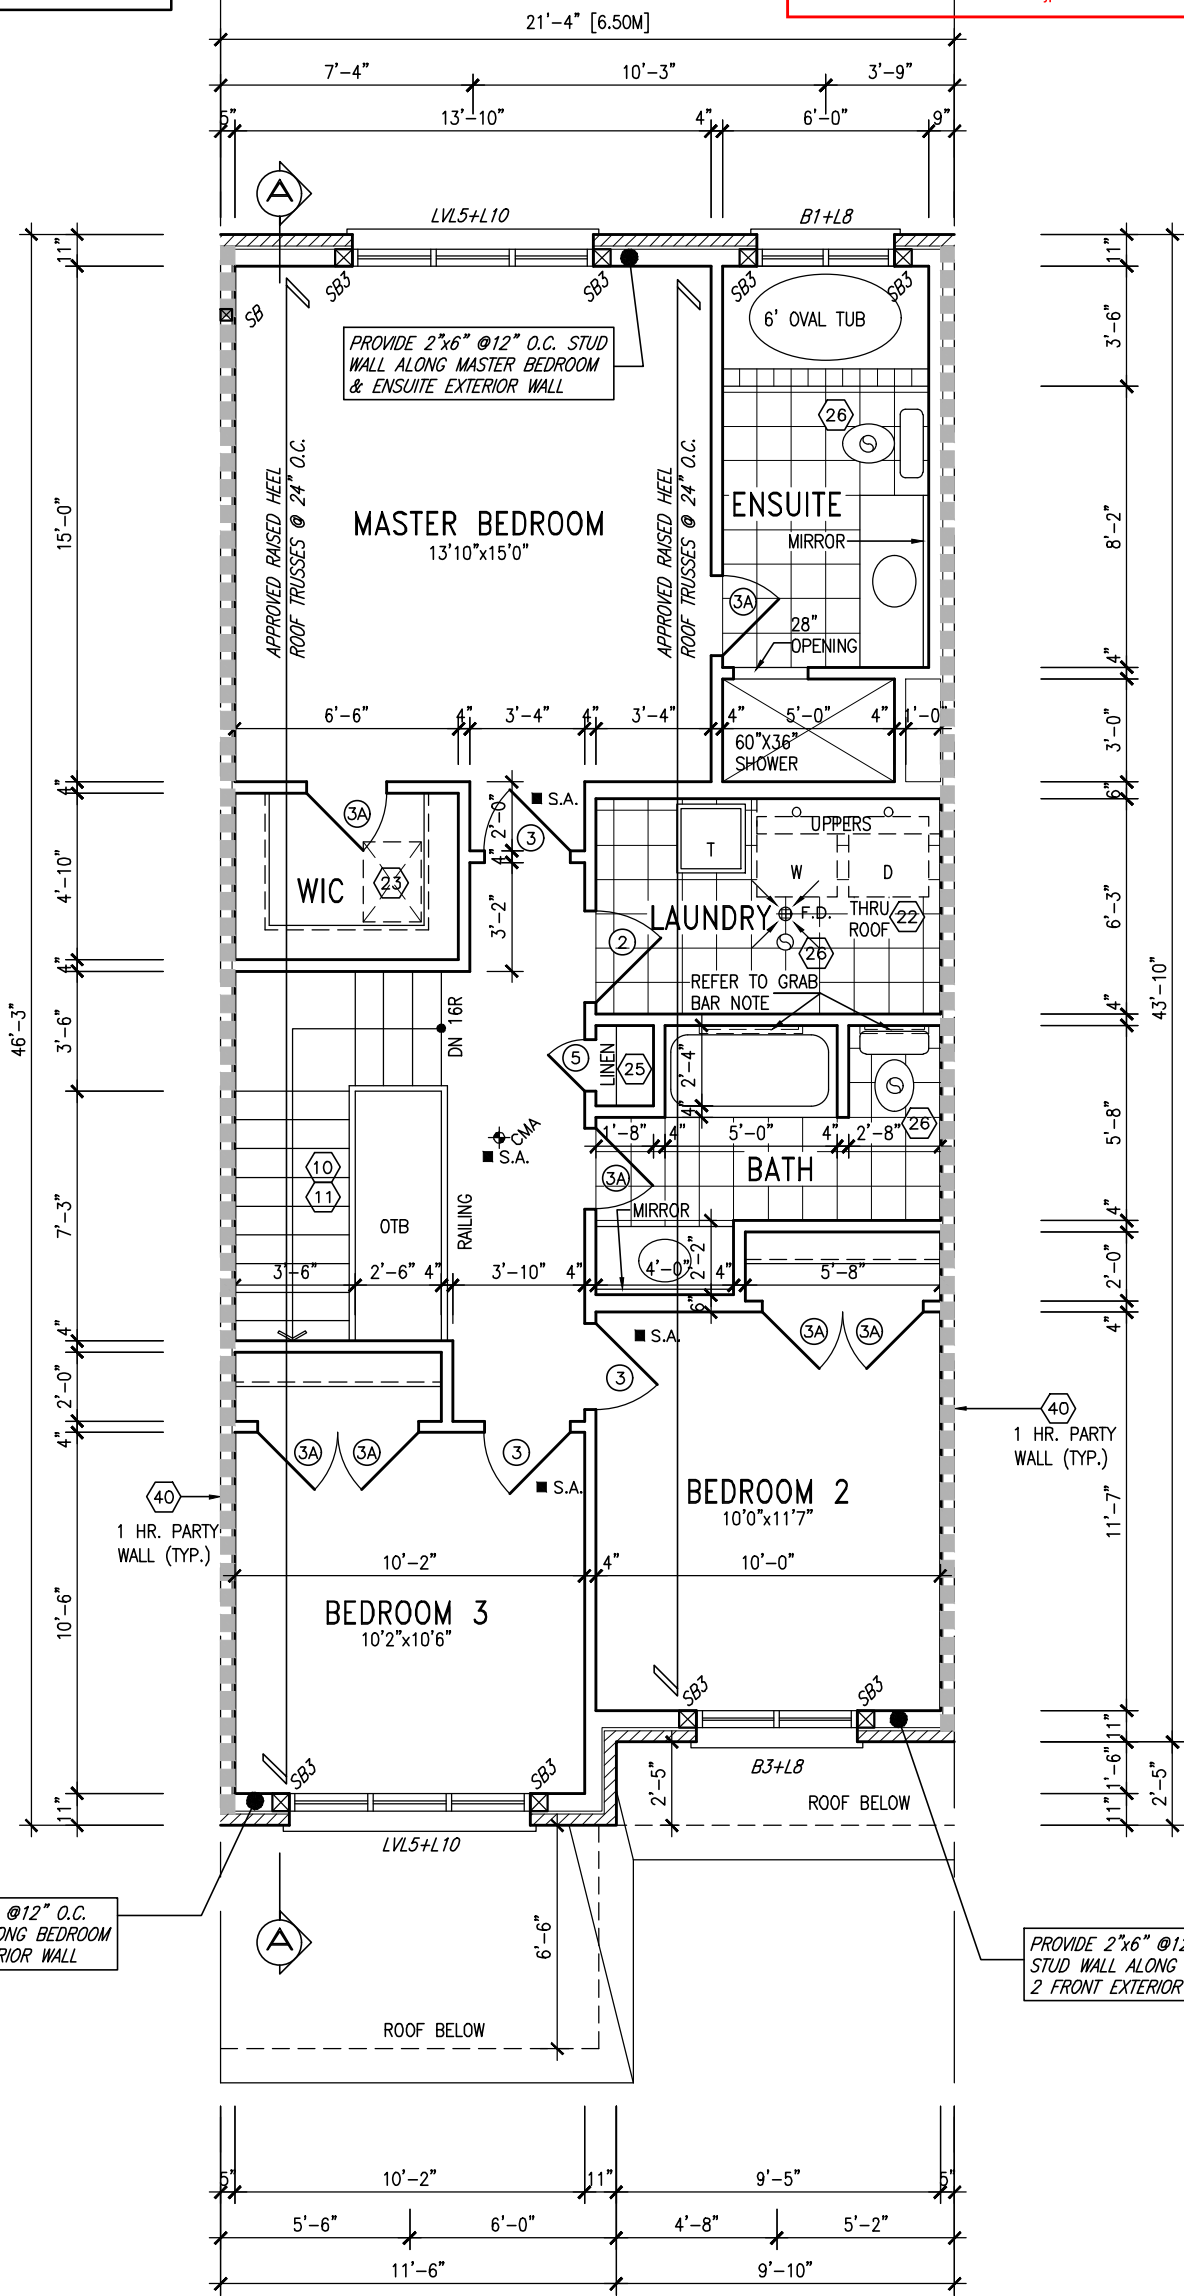 21'-4" [6.50M]
7'-4" 10'-3" 3'-9"
5" 13'-10" 4" 6'-0" 9"
A
LVL5+L10 B1+L8
SB3 SB3 SB3 SB3
SB
6' OVAL TUB
PROVIDE 2"x6" @12" O.C. STUD
WALL ALONG MASTER BEDROOM
& ENSUITE EXTERIOR WALL
26
APPROVED RAISED HEEL
ROOF TRUSSES @ 24" O.C.
APPROVED RAISED HEEL
ROOF TRUSSES @ 24" O.C.
MASTER BEDROOM
13'10"x15'0"
ENSUITE
MIRROR
3A
28"
OPENING
6'-6" 4" 3'-4" 4" 3'-4" 4" 5'-0" 4" 1'-0"
60"X36"
SHOWER
3A
S.A.
2'-0"
3
4"
3'-2"
WIC
23
UPPERS
T W D
LAUNDRY
F.D.
THRU
ROOF
22
2
26
REFER TO GRAB
BAR NOTE
DN 16R
5
LINEN
25
2'-4"
4"
26
CMA
S.A.
1'-8" 4" 5'-0" 4" 2'-8"
BATH
3A
10
11
MIRROR
OTB
RAILING
2'-2"
3'-6" 2'-6" 4" 3'-10" 4" 4'-0" 4" 5'-8"
6"
S.A.
3A 3A
3
3A 3A
3
S.A.
BEDROOM 2
10'0"x11'7"
10'-2" 4" 10'-0"
BEDROOM 3
10'2"x10'6"
SB3 SB3
SB3 SB3
B3+L8
2'-5"
ROOF BELOW
LVL5+L10
A
6'-6"
ROOF BELOW
40
1 HR. PARTY
WALL (TYP.)
40
1 HR. PARTY
WALL (TYP.)
@12" O.C.
ONG BEDROOM
RIOR WALL
PROVIDE 2"x6" @12
STUD WALL ALONG
2 FRONT EXTERIOR
46'-3"
11"
15'-0"
4"
4'-10"
4"
3'-6"
7'-3"
4"
2'-0"
4"
10'-6"
11"
11"
3'-6"
8'-2"
4"
3'-0"
6"
6'-3"
4"
5'-8"
4"
2'-0"
4"
11'-7"
11"
1'-6"
11"
43'-10"
2'-5"
5" 10'-2" 11" 9'-5" 5"
5'-6" 6'-0" 4'-8" 5'-2"
11'-6" 9'-10"